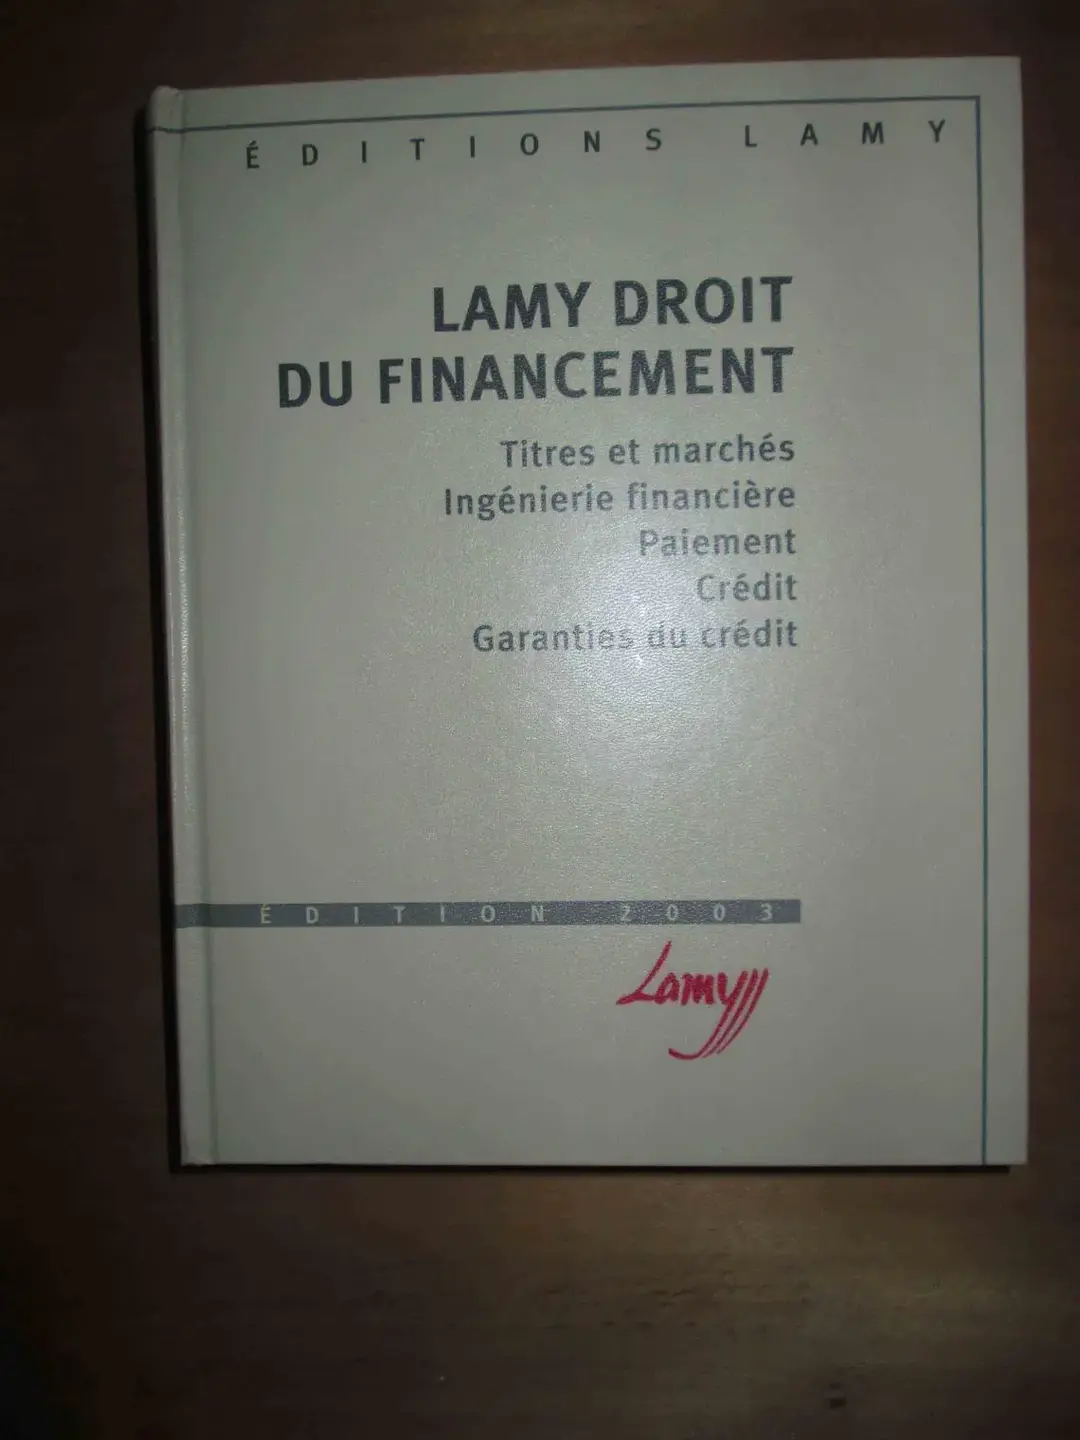 ÉDITIONS LAMY
LAMY DROIT
DU FINANCEMENT
Titres et marchés
Ingénierie financière
Paiement
Crédit
Garanties du crédit
ÉDITION 2003
Lamy